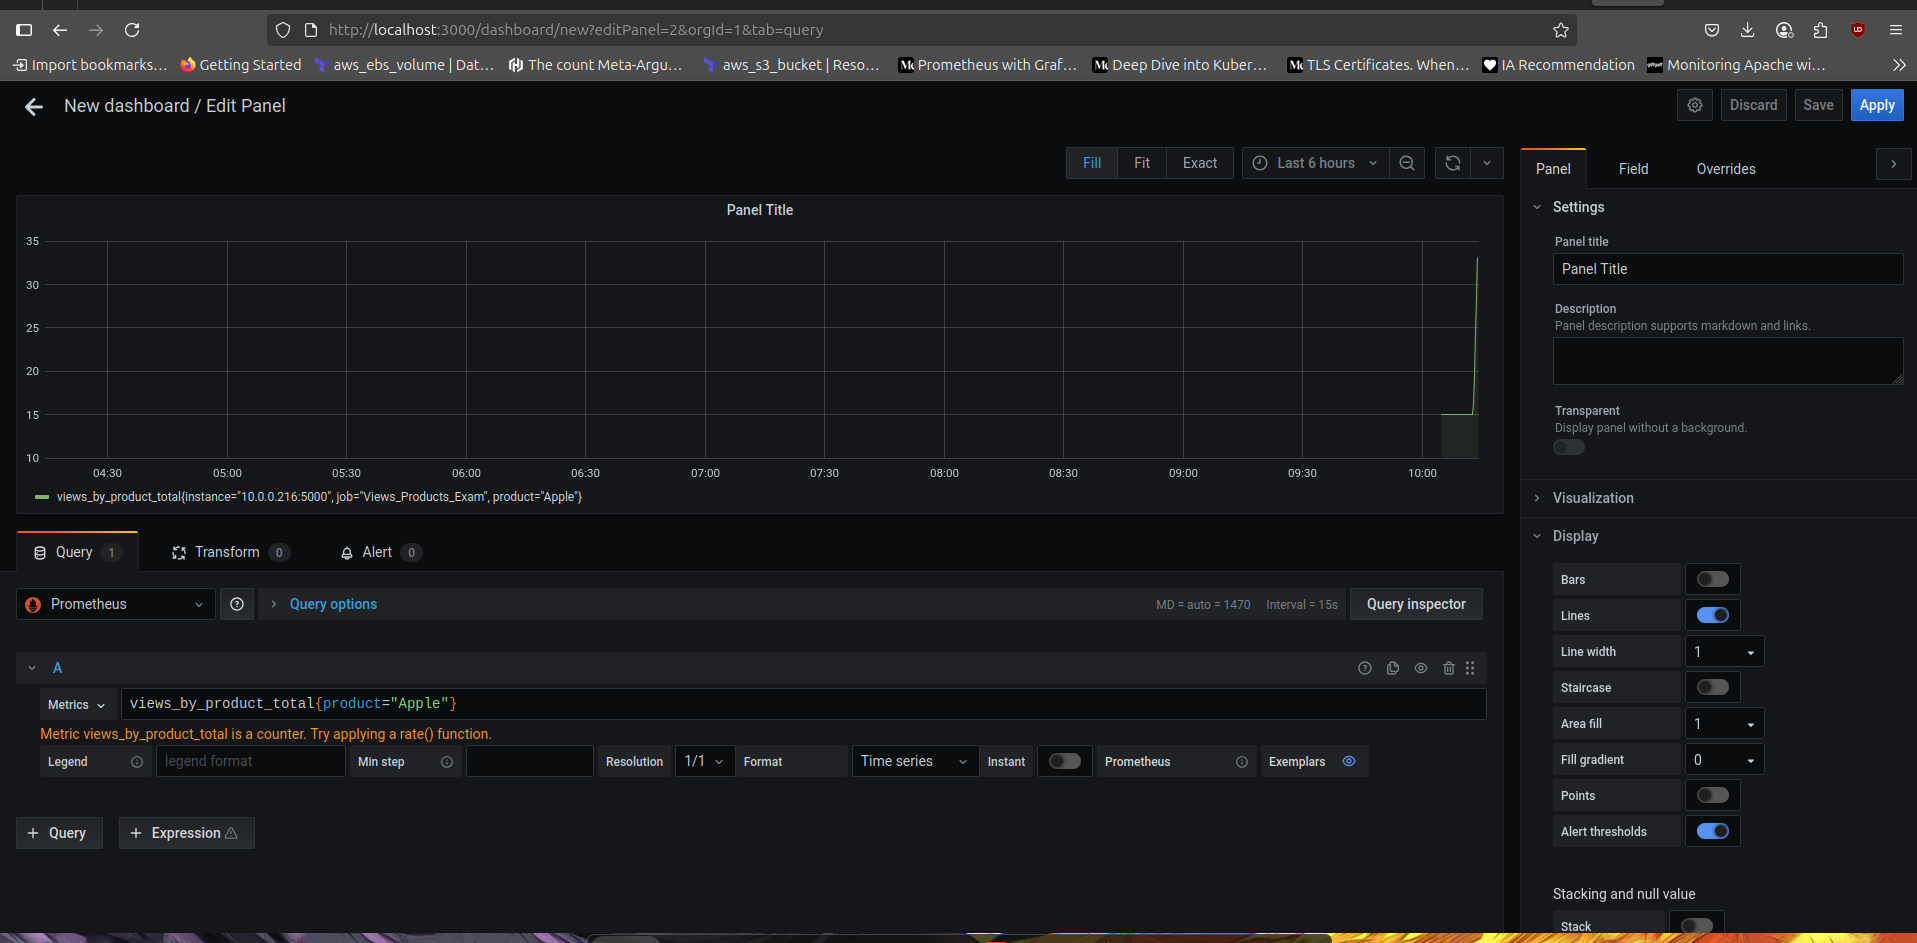 http://localhost:3000/dashboard/new?editPanel=2&orgId=1&tab=query
Import bookmarks... Getting Started aws_ebs_volume | Dat... The count Meta-Argu... aws_s3_bucket | Reso... Prometheus with Graf... Deep Dive into Kuber... TLS Certificates. When... IA Recommendation Monitoring Apache wi...
New dashboard / Edit Panel
Discard Save Apply
Fill Fit Exact Last 6 hours
Panel Field Overrides
Panel Title
35
30
25
20
15
10
04:30 05:00 05:30 06:00 06:30 07:00 07:30 08:00 08:30 09:00 09:30 10:00
views_by_product_total{instance="10.0.0.216:5000", job="Views_Products_Exam", product="Apple"}
Query 1 Transform 0 Alert 0
Prometheus Query options MD = auto = 1470 Interval = 15s Query inspector
A
Metrics views_by_product_total{product="Apple"}
Metric views_by_product_total is a counter. Try applying a rate() function.
Legend legend format Min step Resolution 1/1 Format Time series Instant Prometheus Exemplars
+ Query + Expression
Settings
Panel title
Panel Title
Description
Panel description supports markdown and links.
Transparent
Display panel without a background.
Visualization
Display
Bars
Lines
Line width 1
Staircase
Area fill 1
Fill gradient 0
Points
Alert thresholds
Stacking and null value
Stack